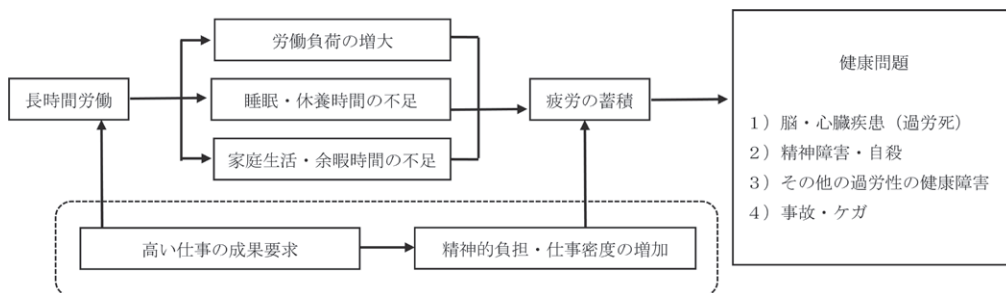 労働負荷の増大
長時間労働
睡眠・休養時間の不足
家庭生活・余暇時間の不足
疲労の蓄積
高い仕事の成果要求
精神的負担・仕事密度の増加
健康問題
1）脳・心臓疾患（過労死）
2）精神障害・自殺
3）その他の過労性の健康障害
4）事故・ケガ